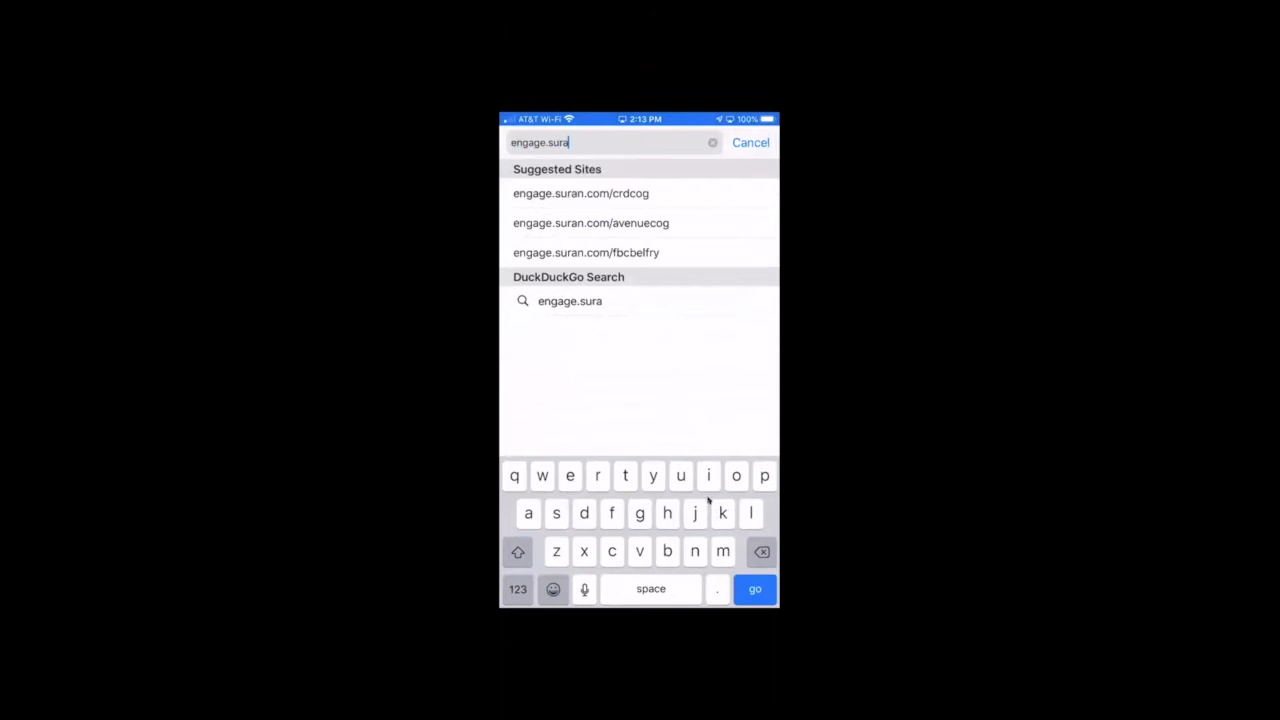 AT&T Wi-Fi 2:13 PM 100%
engage.sura Cancel
Suggested Sites
engage.suran.com/crdcog
engage.suran.com/avenuecog
engage.suran.com/fbcbelfry
DuckDuckGo Search
engage.sura
q w e r t y u i o p
a s d f g h j k l
z x c v b n m
123 space . go